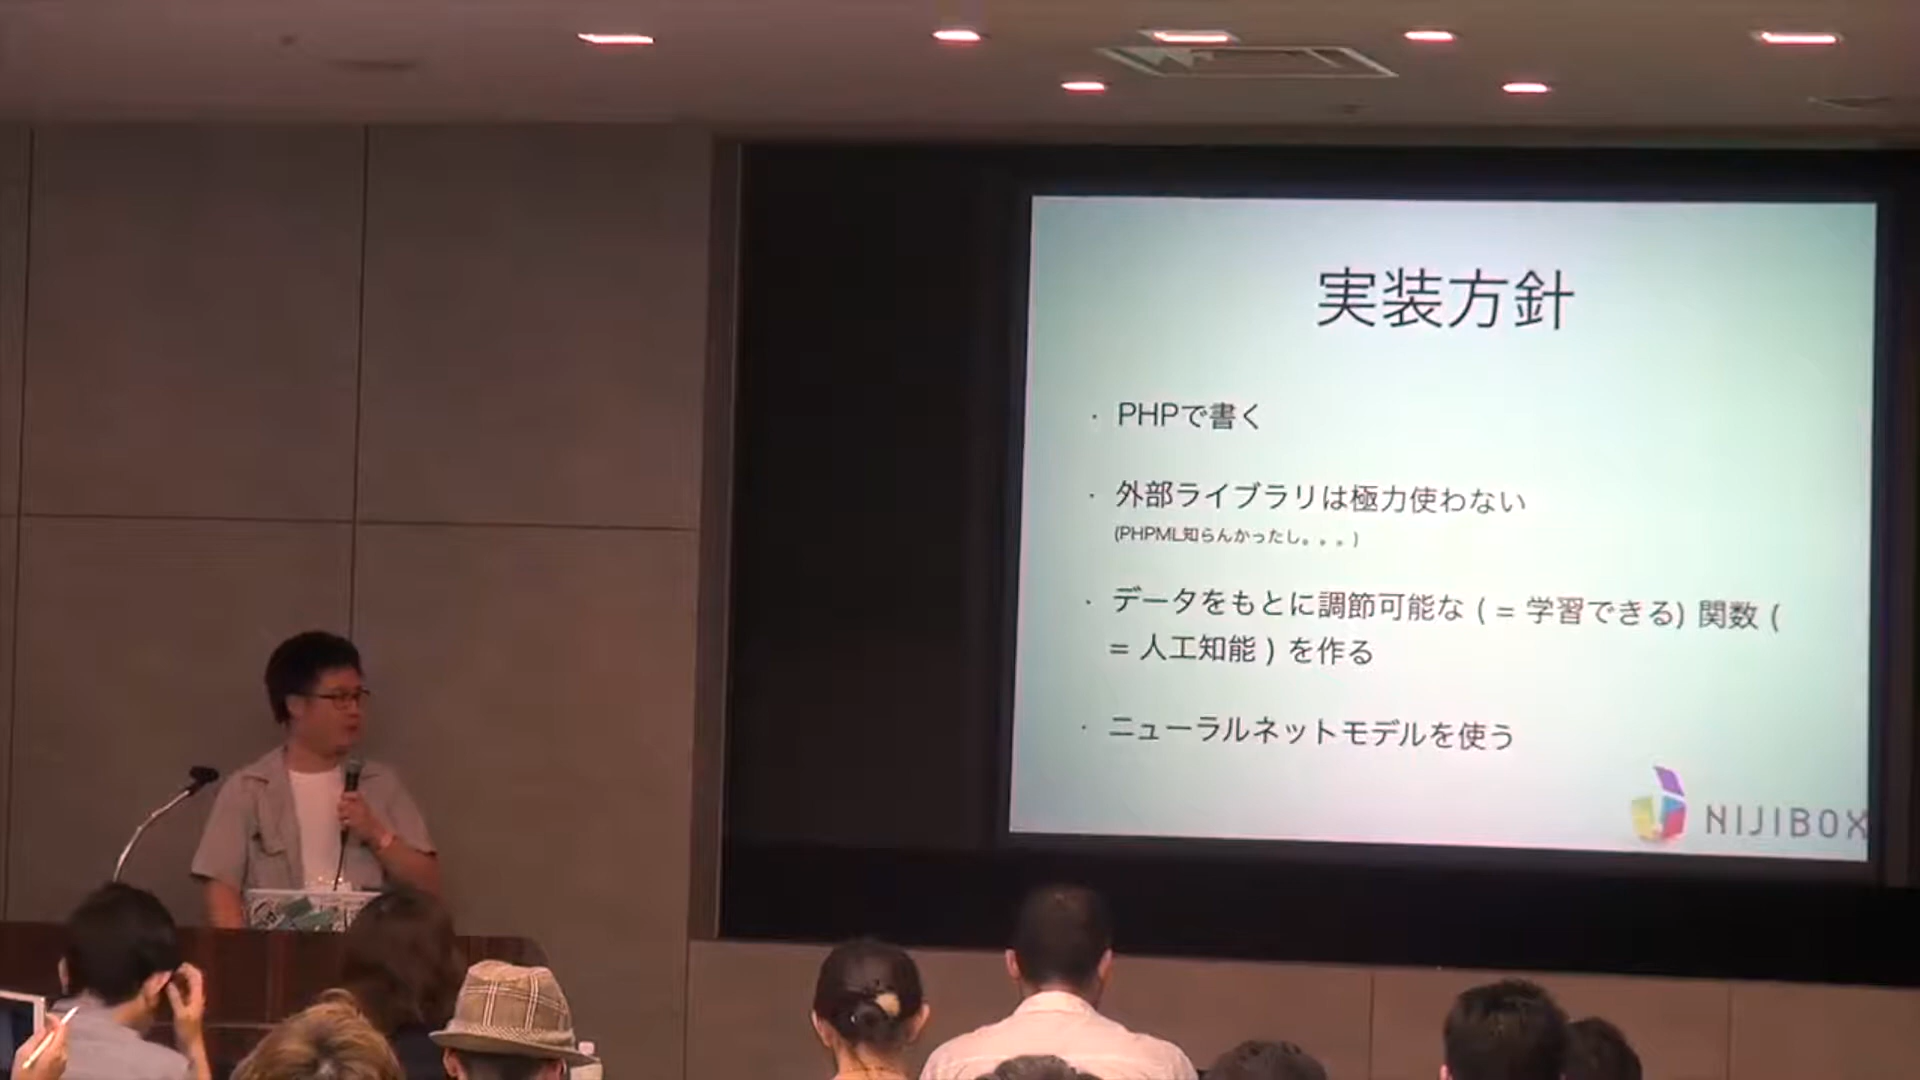 実装方針
・ PHPで書く
・ 外部ライブラリは極力使わない
(PHPML知らんかったし。。。)
・ データをもとに調節可能な ( = 学習できる) 関数 (
= 人工知能 ) を作る
・ ニューラルネットモデルを使う
NIJIBOX